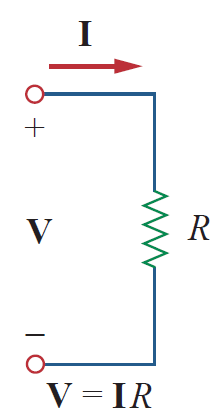 I
+
V
R
−
V = IR